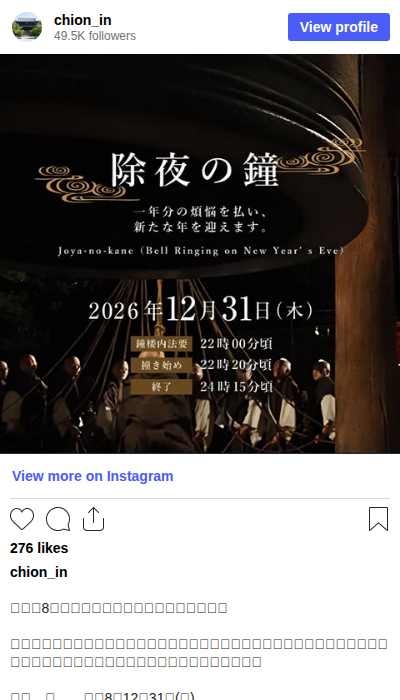 chion_in
49.5K followers
View profile
除夜の鐘
一年分の煩悩を払い、
新たな年を迎えます。
Joya-no-kane (Bell Ringing on New Year's Eve)
2026年12月31日(木)
鐘楼内法要 22時00分頃
撞き始め 22時20分頃
終了 24時15分頃
View more on Instagram
276 likes
chion_in